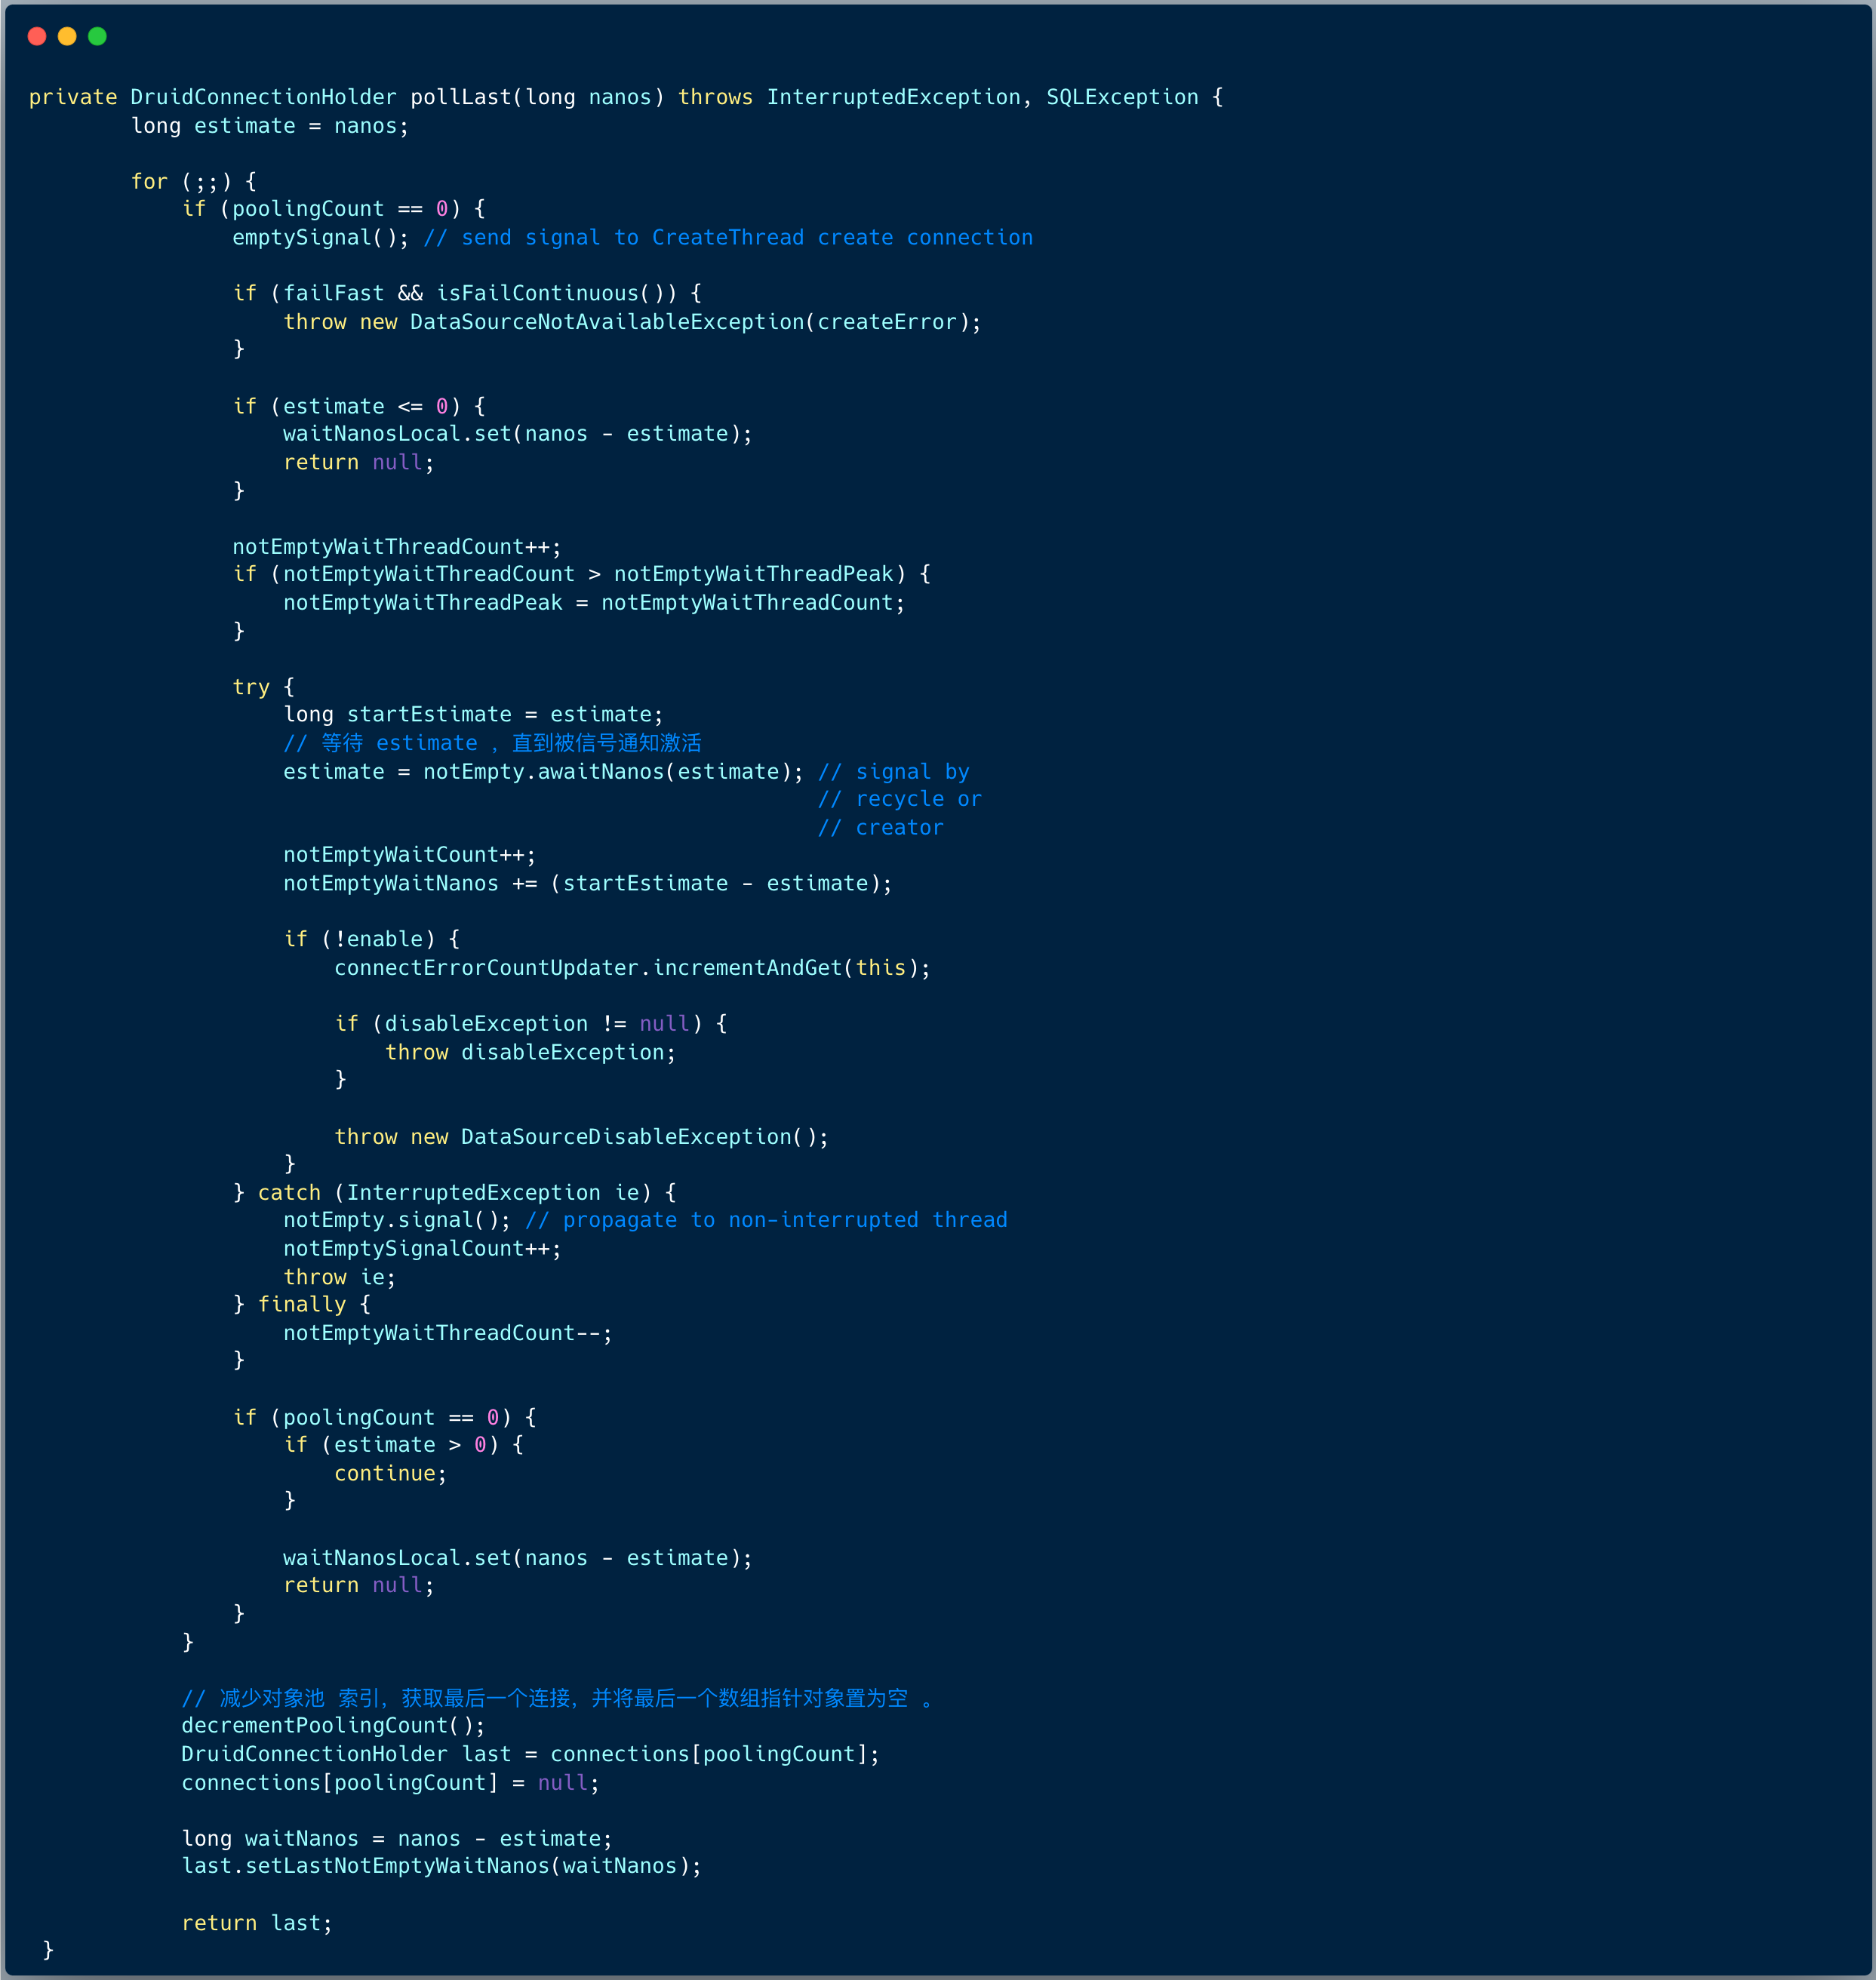 private DruidConnectionHolder pollLast(long nanos) throws InterruptedException, SQLException {
        long estimate = nanos;

        for (;;) {
            if (poolingCount == 0) {
                emptySignal(); // send signal to CreateThread create connection

                if (failFast && isFailContinuous()) {
                    throw new DataSourceNotAvailableException(createError);
                }

                if (estimate <= 0) {
                    waitNanosLocal.set(nanos - estimate);
                    return null;
                }

                notEmptyWaitThreadCount++;
                if (notEmptyWaitThreadCount > notEmptyWaitThreadPeak) {
                    notEmptyWaitThreadPeak = notEmptyWaitThreadCount;
                }

                try {
                    long startEstimate = estimate;
                    // 等待 estimate ，直到被信号通知激活
                    estimate = notEmpty.awaitNanos(estimate); // signal by
                                                              // recycle or
                                                              // creator
                    notEmptyWaitCount++;
                    notEmptyWaitNanos += (startEstimate - estimate);

                    if (!enable) {
                        connectErrorCountUpdater.incrementAndGet(this);

                        if (disableException != null) {
                            throw disableException;
                        }

                        throw new DataSourceDisableException();
                    }
                } catch (InterruptedException ie) {
                    notEmpty.signal(); // propagate to non-interrupted thread
                    notEmptySignalCount++;
                    throw ie;
                } finally {
                    notEmptyWaitThreadCount--;
                }

                if (poolingCount == 0) {
                    if (estimate > 0) {
                        continue;
                    }

                    waitNanosLocal.set(nanos - estimate);
                    return null;
                }
            }

            // 减少对象池 索引，获取最后一个连接，并将最后一个数组指针对象置为空 。
            decrementPoolingCount();
            DruidConnectionHolder last = connections[poolingCount];
            connections[poolingCount] = null;

            long waitNanos = nanos - estimate;
            last.setLastNotEmptyWaitNanos(waitNanos);

            return last;
 }